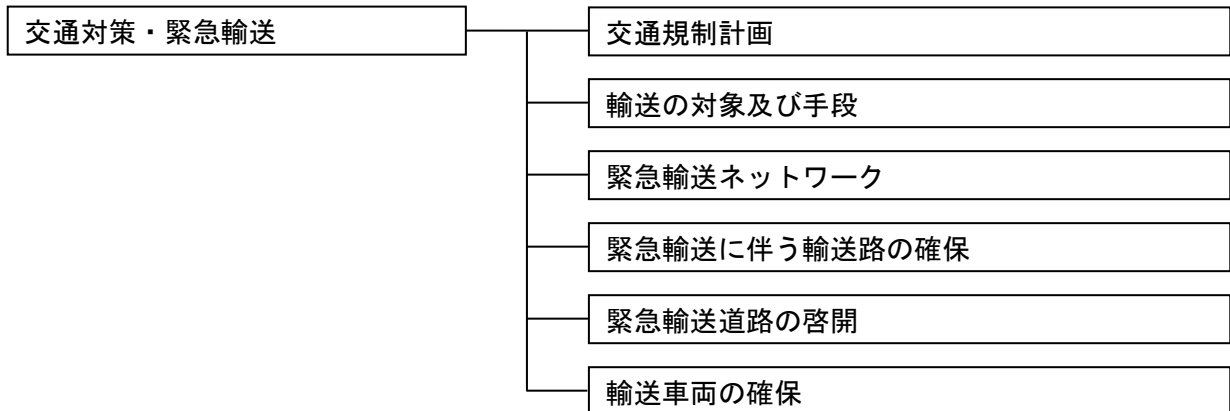 交通対策・緊急輸送
交通規制計画
輸送の対象及び手段
緊急輸送ネットワーク
緊急輸送に伴う輸送路の確保
緊急輸送道路の啓開
輸送車両の確保